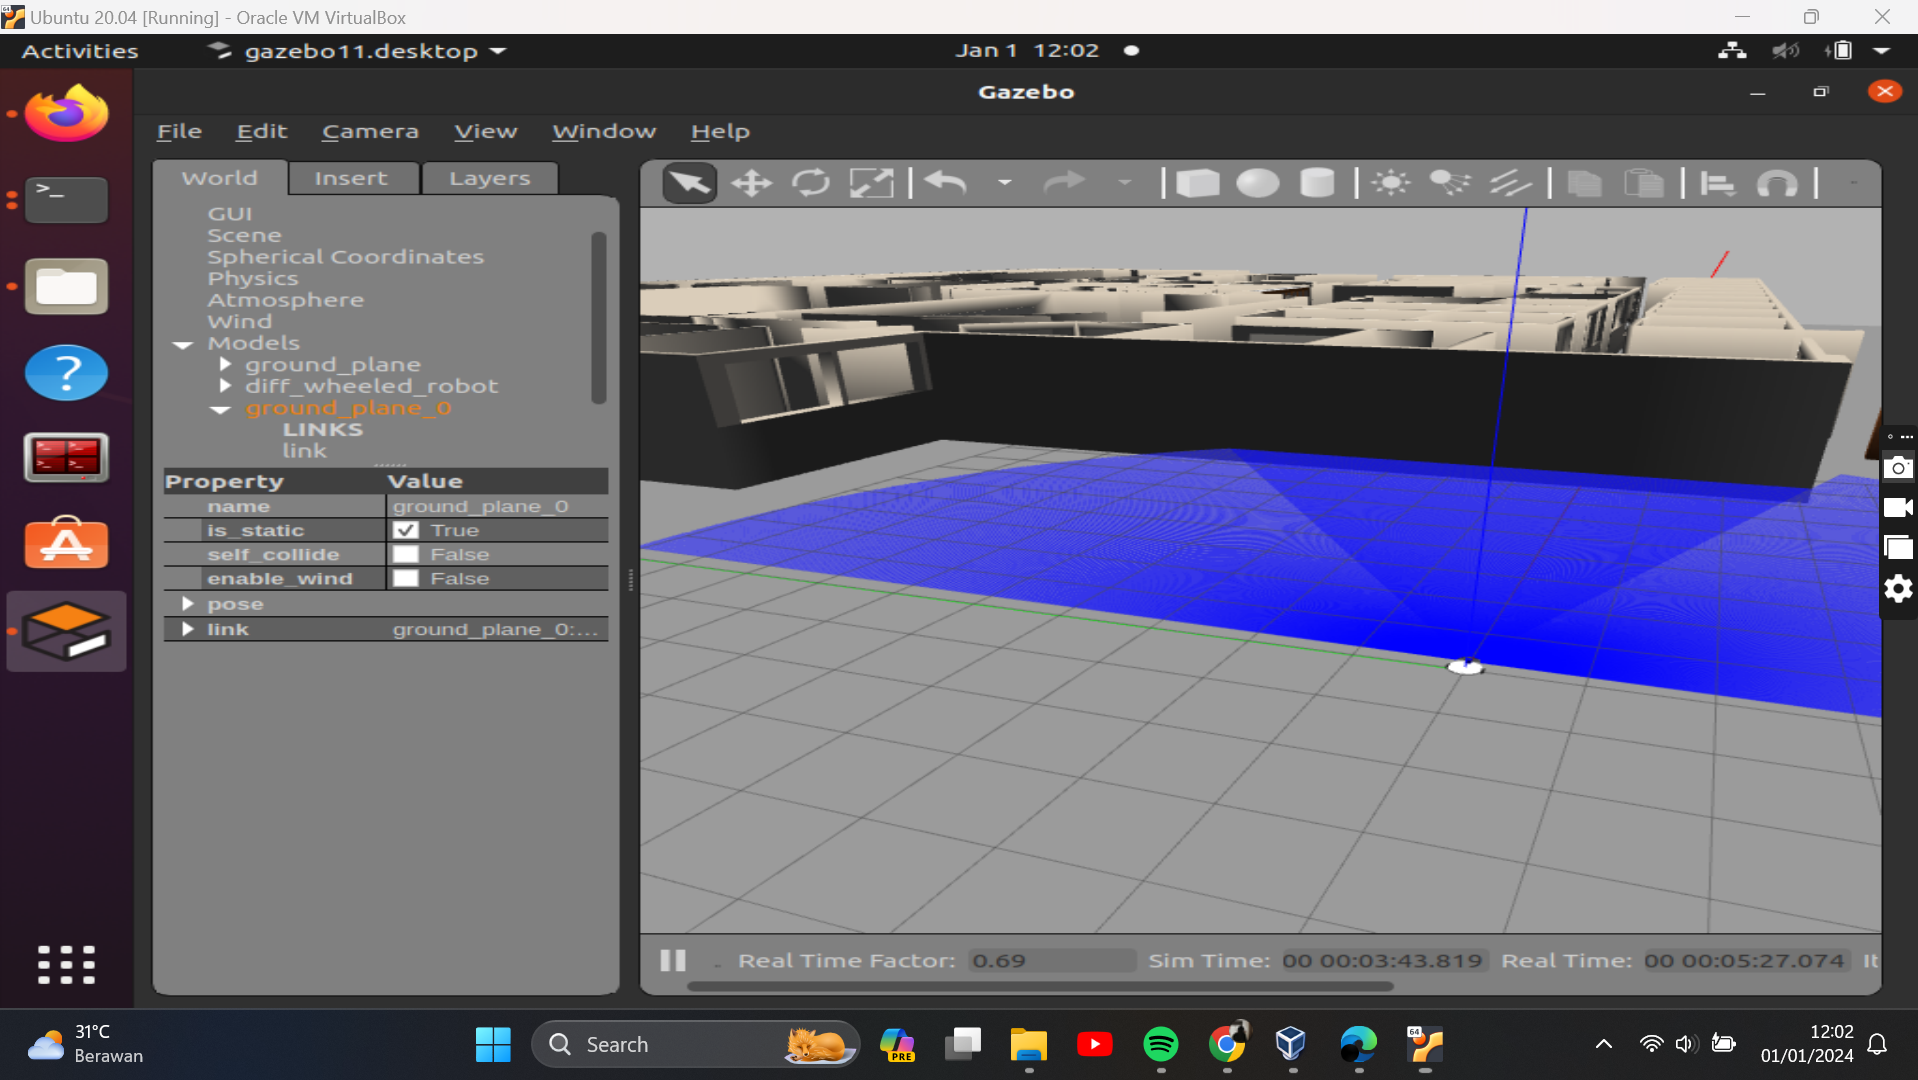 Ubuntu 20.04 [Running] - Oracle VM VirtualBox
Activities gazebo11.desktop Jan 1 12:02
Gazebo
File Edit Camera View Window Help
World Insert Layers
GUI
Scene
Spherical Coordinates
Physics
Atmosphere
Wind
Models
ground_plane
diff_wheeled_robot
ground_plane_0
LINKS
link
Property Value
name ground_plane_0
is_static True
self_collide False
enable_wind False
pose
link ground_plane_0:...
Real Time Factor: 0.69 Sim Time: 00 00:03:43.819 Real Time: 00 00:05:27.074 It
31°C
Berawan
Search
PRE
64
12:02
01/01/2024